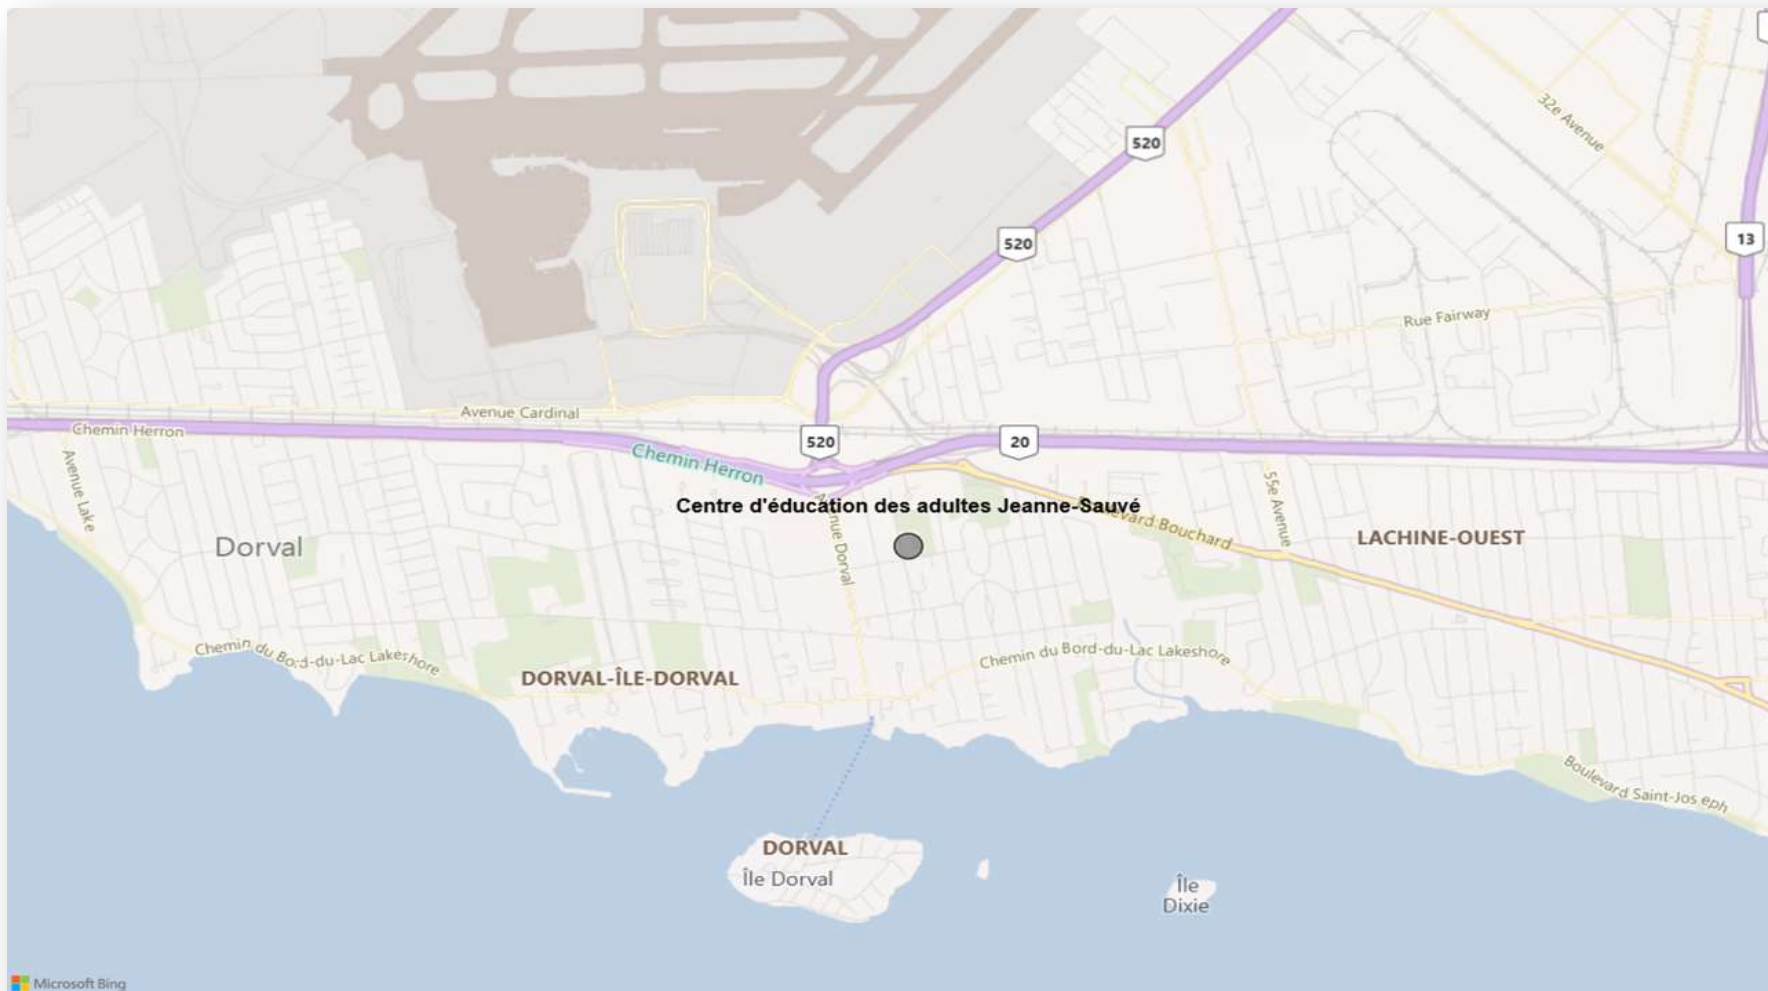 32e Avenue
520
13
520
Rue Fairway
Avenue Cardinal
Chemin Herron
520
20
Chemin Herron
Avenue Lake
55e Avenue
Centre d'éducation des adultes Jeanne-Sauvé
Avenue Dorval
Boulevard Bouchard
LACHINE-OUEST
Dorval
Chemin du Bord-du-Lac Lakeshore
Chemin du Bord-du-Lac Lakeshore
DORVAL-ÎLE-DORVAL
Boulevard Saint-Joseph
DORVAL
Île Dorval
Île
Dixie
Microsoft Bing